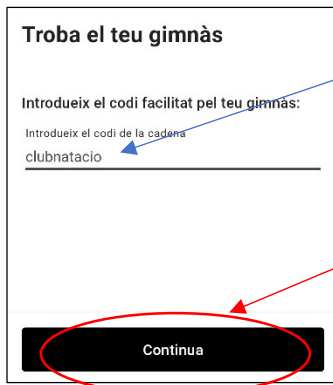 Troba el teu gimnàs
Introdueix el codi facilitat pel teu gimnàs:
Introdueix el codi de la cadena
clubnatacio
Continua